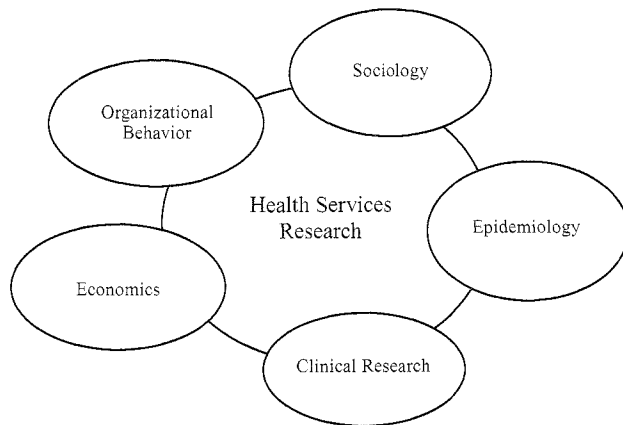 Sociology
Organizational
Behavior
Health Services
Research
Epidemiology
Economics
Clinical Research